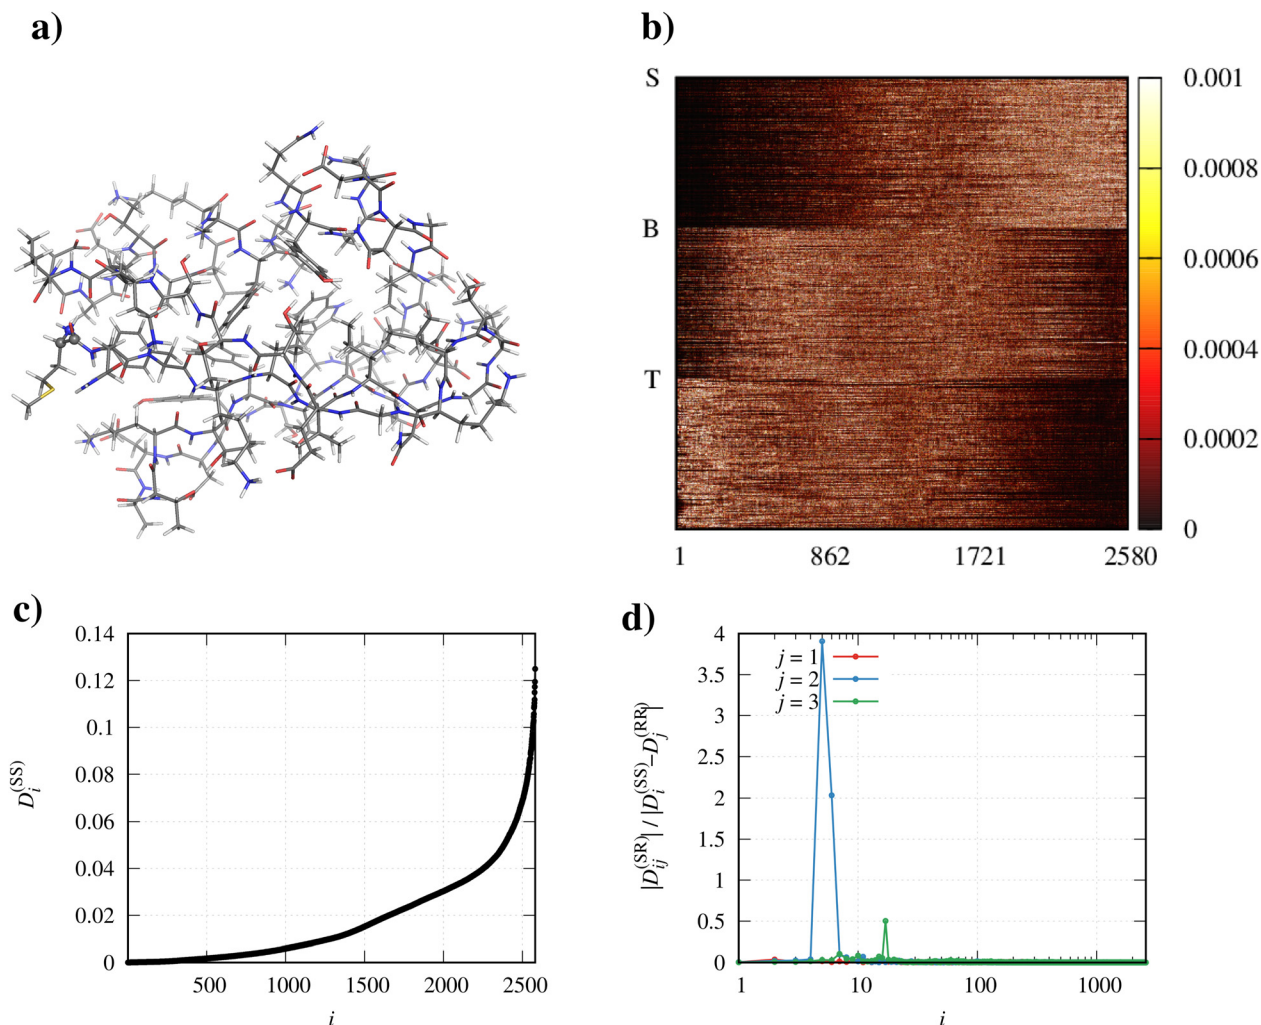 a)
b)
S
B
T
0.001
0.0008
0.0006
0.0004
0.0002
0
1 862 1721 2580
c)
0.14
0.12
0.1
0.08
0.06
0.04
0.02
0
D_i^(SS)
500 1000 1500 2000 2500
i
d)
4
3.5
3
2.5
2
1.5
1
0.5
0
|D_ij^(SR)| / |D_i^(SS)−D_j^(RR)|
j = 1
j = 2
j = 3
1 10 100 1000
i